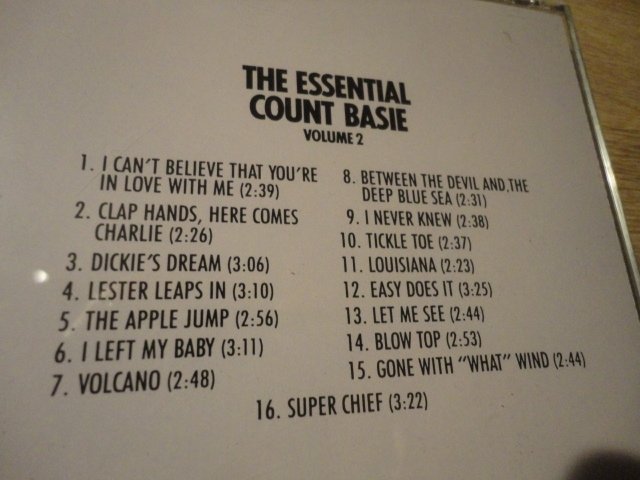 THE ESSENTIAL
COUNT BASIE
VOLUME 2
1. I CAN'T BELIEVE THAT YOU'RE
IN LOVE WITH ME (2:39)
2. CLAP HANDS, HERE COMES
CHARLIE (2:26)
3. DICKIE'S DREAM (3:06)
4. LESTER LEAPS IN (3:10)
5. THE APPLE JUMP (2:56)
6. I LEFT MY BABY (3:11)
7. VOLCANO (2:48)
8. BETWEEN THE DEVIL AND THE
DEEP BLUE SEA (2:31)
9. I NEVER KNEW (2:38)
10. TICKLE TOE (2:37)
11. LOUISIANA (2:23)
12. EASY DOES IT (3:25)
13. LET ME SEE (2:44)
14. BLOW TOP (2:53)
15. GONE WITH "WHAT" WIND (2:44)
16. SUPER CHIEF (3:22)